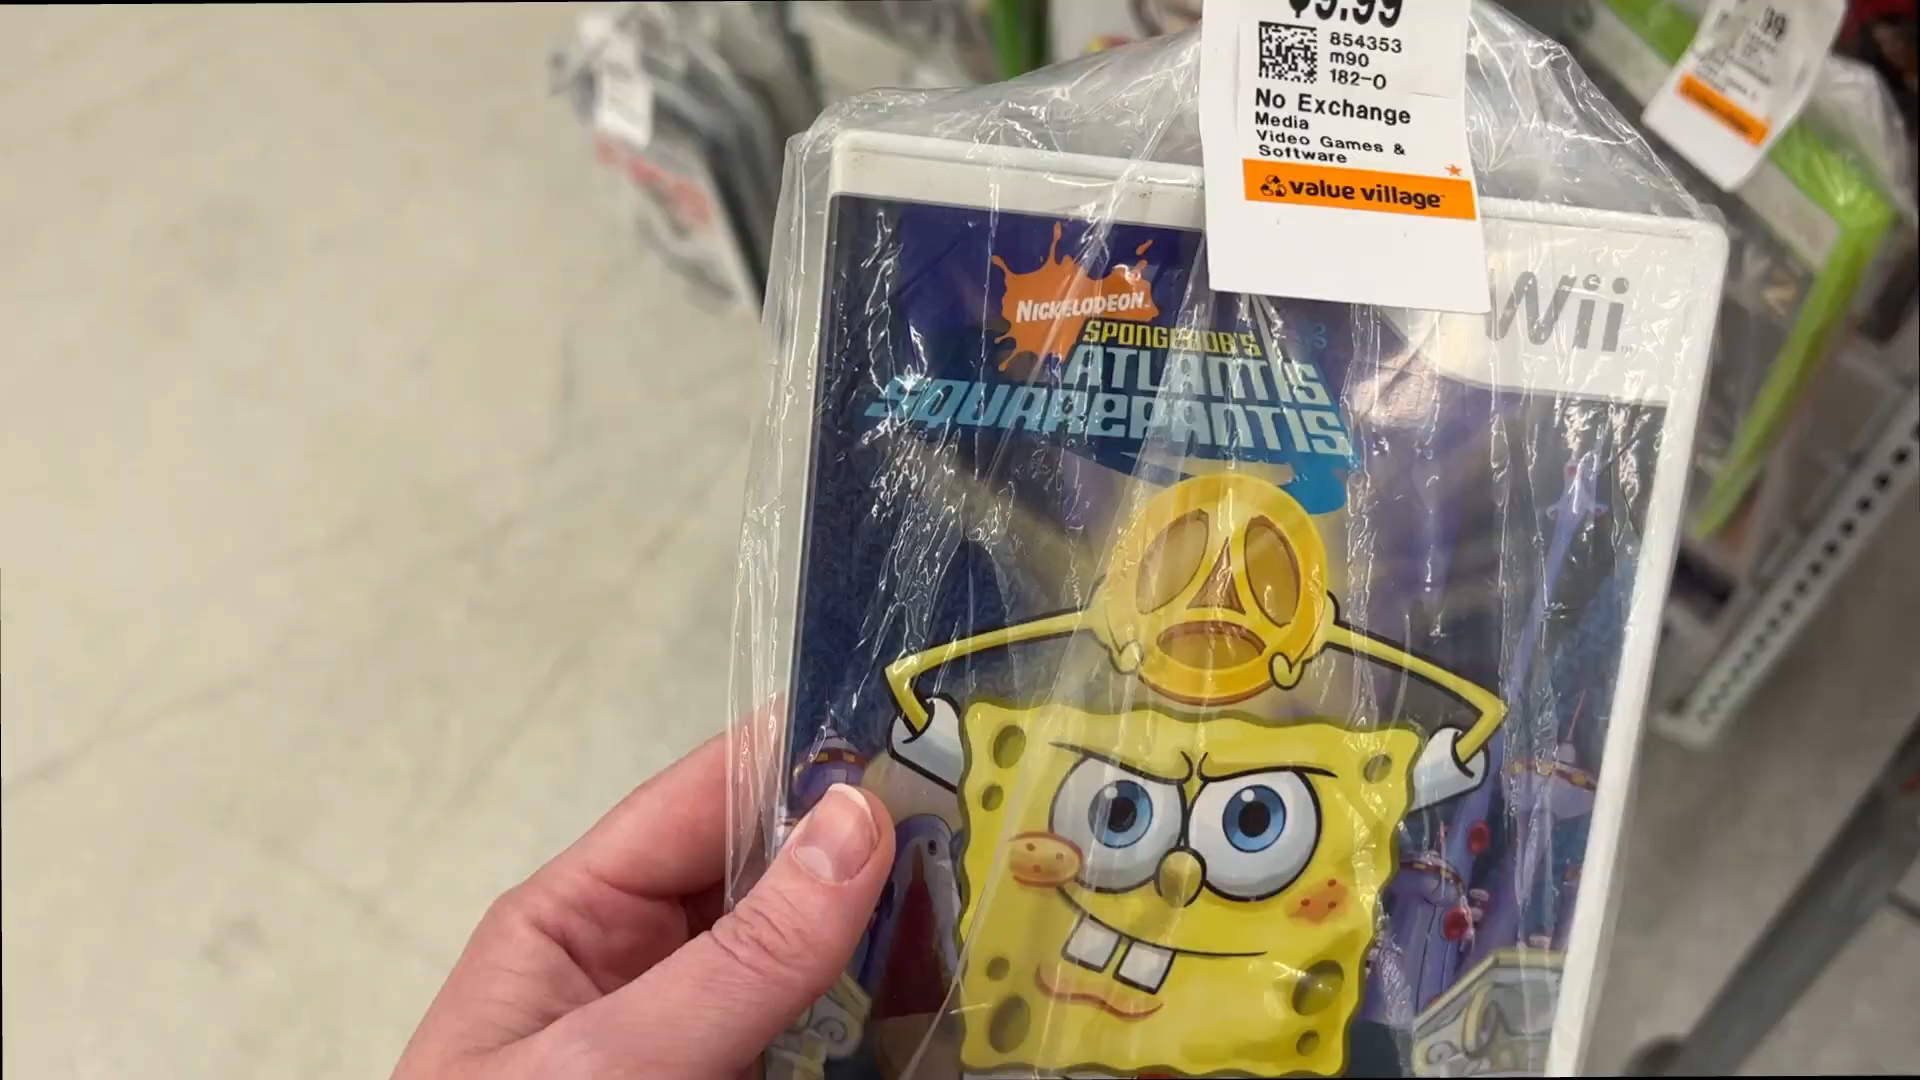 $9.99
854353
m90
182-0
No Exchange
Media
Video Games &
Software
value village
Wii
NICKELODEON
SPONGEBOB'S
ATLANTIS
SQUAREPANTIS